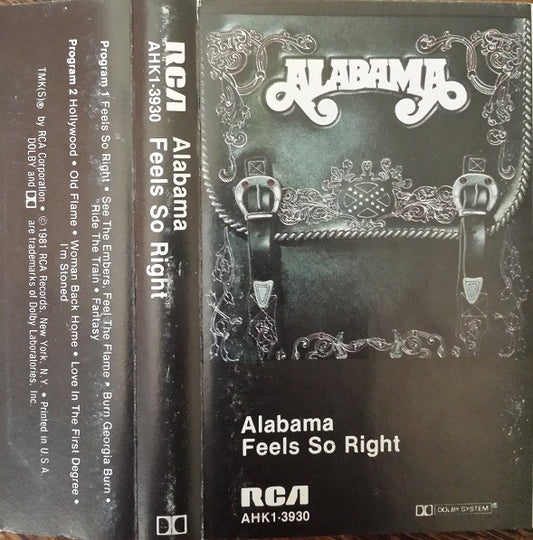 ALABAMA
Alabama
Feels So Right
RCA
AHK1-3930
DOLBY SYSTEM®
RCA Alabama
AHK1-3930 Feels So Right
Program 1 Feels So Right • See The Embers, Feel The Flame • Burn Georgia Burn •
Ride The Train • Fantasy
Program 2 Hollywood • Old Flame • Woman Back Home • Love In The First Degree •
I'm Stoned
TMK(S)® by RCA Corporation • © 1981 RCA Records, New York, N.Y. • Printed in U.S.A.
DOLBY and are trademarks of Dolby Laboratories, Inc.